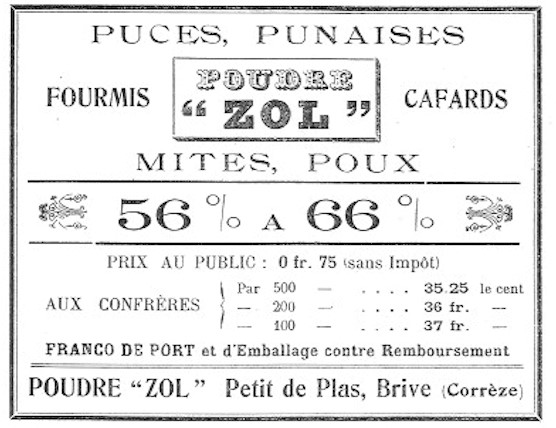 PUCES, PUNAISES
FOURMIS
POUDRE
“ ZOL ”
CAFARDS
MITES, POUX
56 % A 66 %
PRIX AU PUBLIC : 0 fr. 75 (sans Impôt)
AUX CONFRÈRES
Par 500 — .... 35.25 le cent
— 200 — .... 36 fr. —
— 100 — .... 37 fr. —
FRANCO DE PORT et d'Emballage contre Remboursement
POUDRE "ZOL" Petit de Plas, Brive (Corrèze)